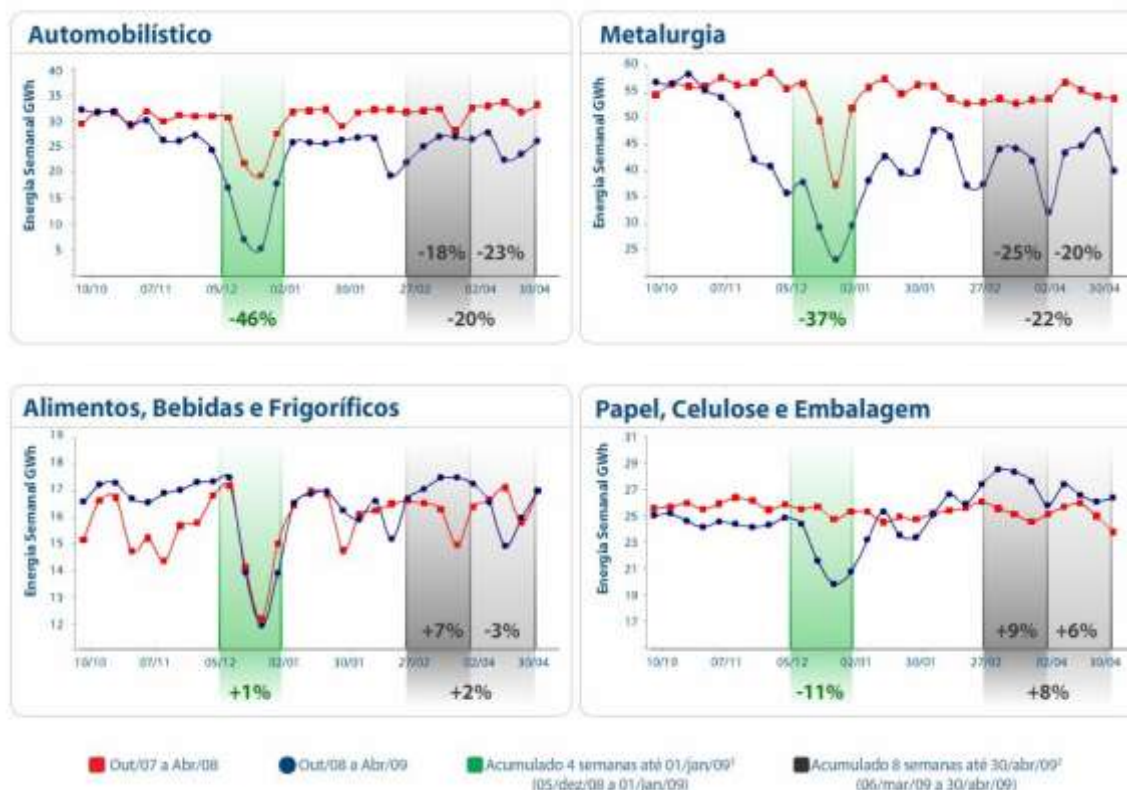 Automobilístico
Energia Semanal GWh
40
35
30
25
20
15
10
5
10/10 07/11 05/12 02/01 30/01 27/02 02/04 30/04
-18% -23%
-46% -20%
Metalurgia
Energia Semanal GWh
60
55
50
45
40
35
30
25
10/10 07/11 05/12 02/01 30/01 27/02 02/04 30/04
-25% -20%
-37% -22%
Alimentos, Bebidas e Frigoríficos
Energia Semanal GWh
19
18
17
16
15
14
13
12
10/10 07/11 05/12 02/01 30/01 27/02 02/04 30/04
+7% -3%
+1% +2%
Papel, Celulose e Embalagem
Energia Semanal GWh
31
29
27
25
23
21
19
17
10/10 07/11 05/12 02/01 30/01 27/02 02/04 30/04
+9% +6%
-11% +8%
Out/07 a Abr/08 Out/08 a Abr/09 Acumulado 4 semanas até 01/jan/09¹ Acumulado 8 semanas até 30/abr/09²
(05/dez/08 a 01/jan/09) (06/mar/09 a 30/abr/09)